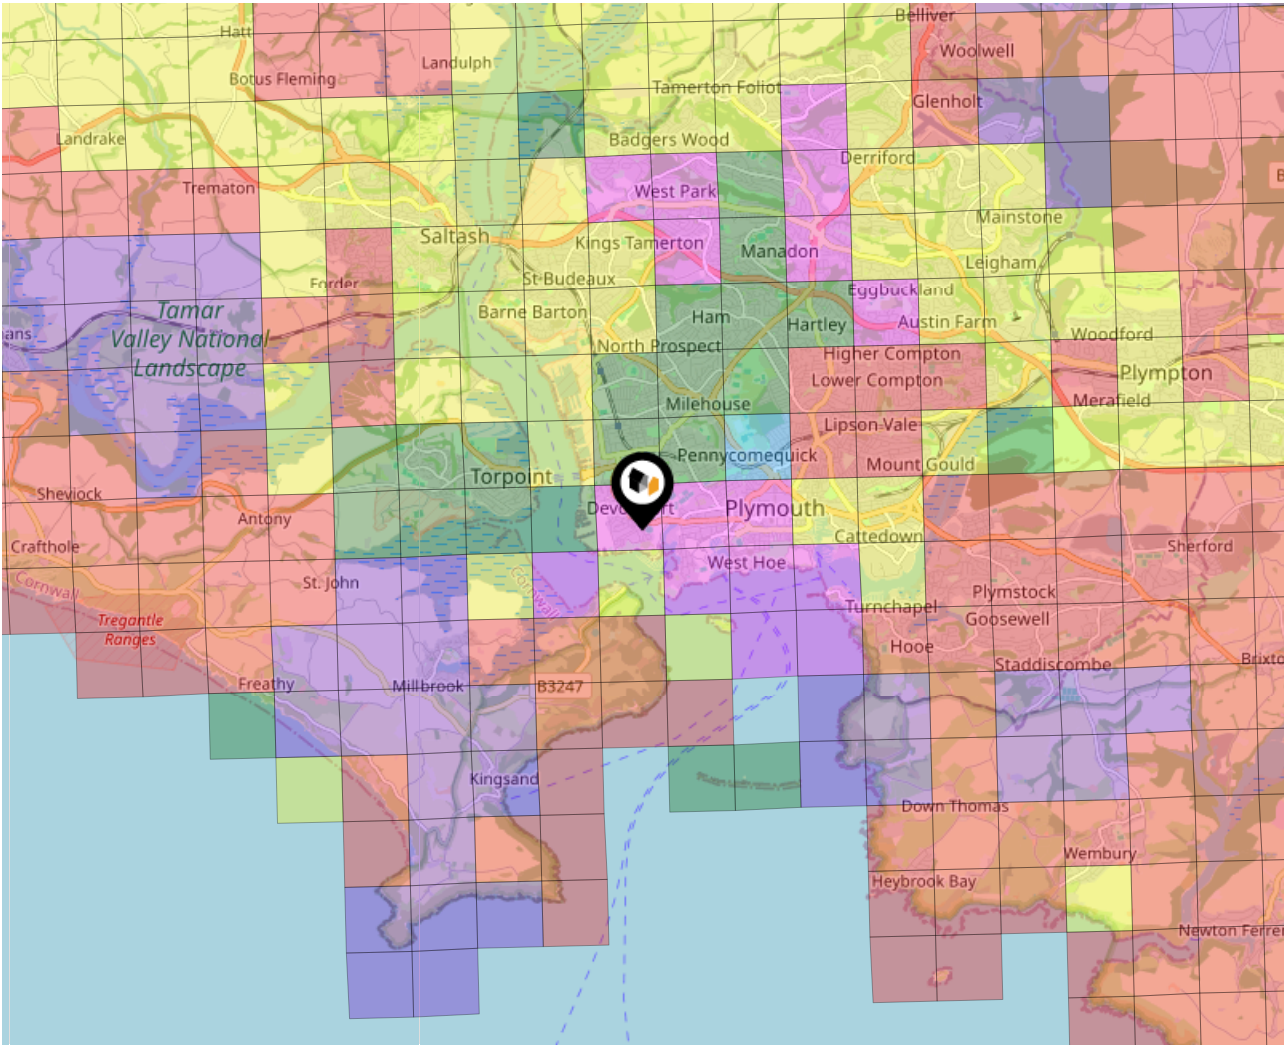 Belliver
Hatt
Woolwell
Landulph
Botus Fleming
Tamerton Foliot
Glenholt
Landrake
Badgers Wood
Derriford
Trematon
West Park
Mainstone
Saltash
Kings Tamerton
Manadon
Leigham
St Budeaux
Forder
Eggbuckland
Tamar
Valley National
Landscape
Barne Barton
Ham
Hartley
Austin Farm
ans
Woodford
North Prospect
Higher Compton
Plympton
Lower Compton
Milehouse
Merafield
Lipson Vale
Pennycomequick
Mount Gould
Torpoint
Sheviock
Plymouth
Antony
Cattedown
Crafthole
Sherford
West Hoe
Cornwall
Cornwall
St. John
Plymstock
Turnchapel
Goosewell
Tregantle
Ranges
Hooe
Staddiscombe
Brixto
Freathy
Millbrook
B3247
Kingsand
Down Thomas
Wembury
Heybrook Bay
Newton Ferrer